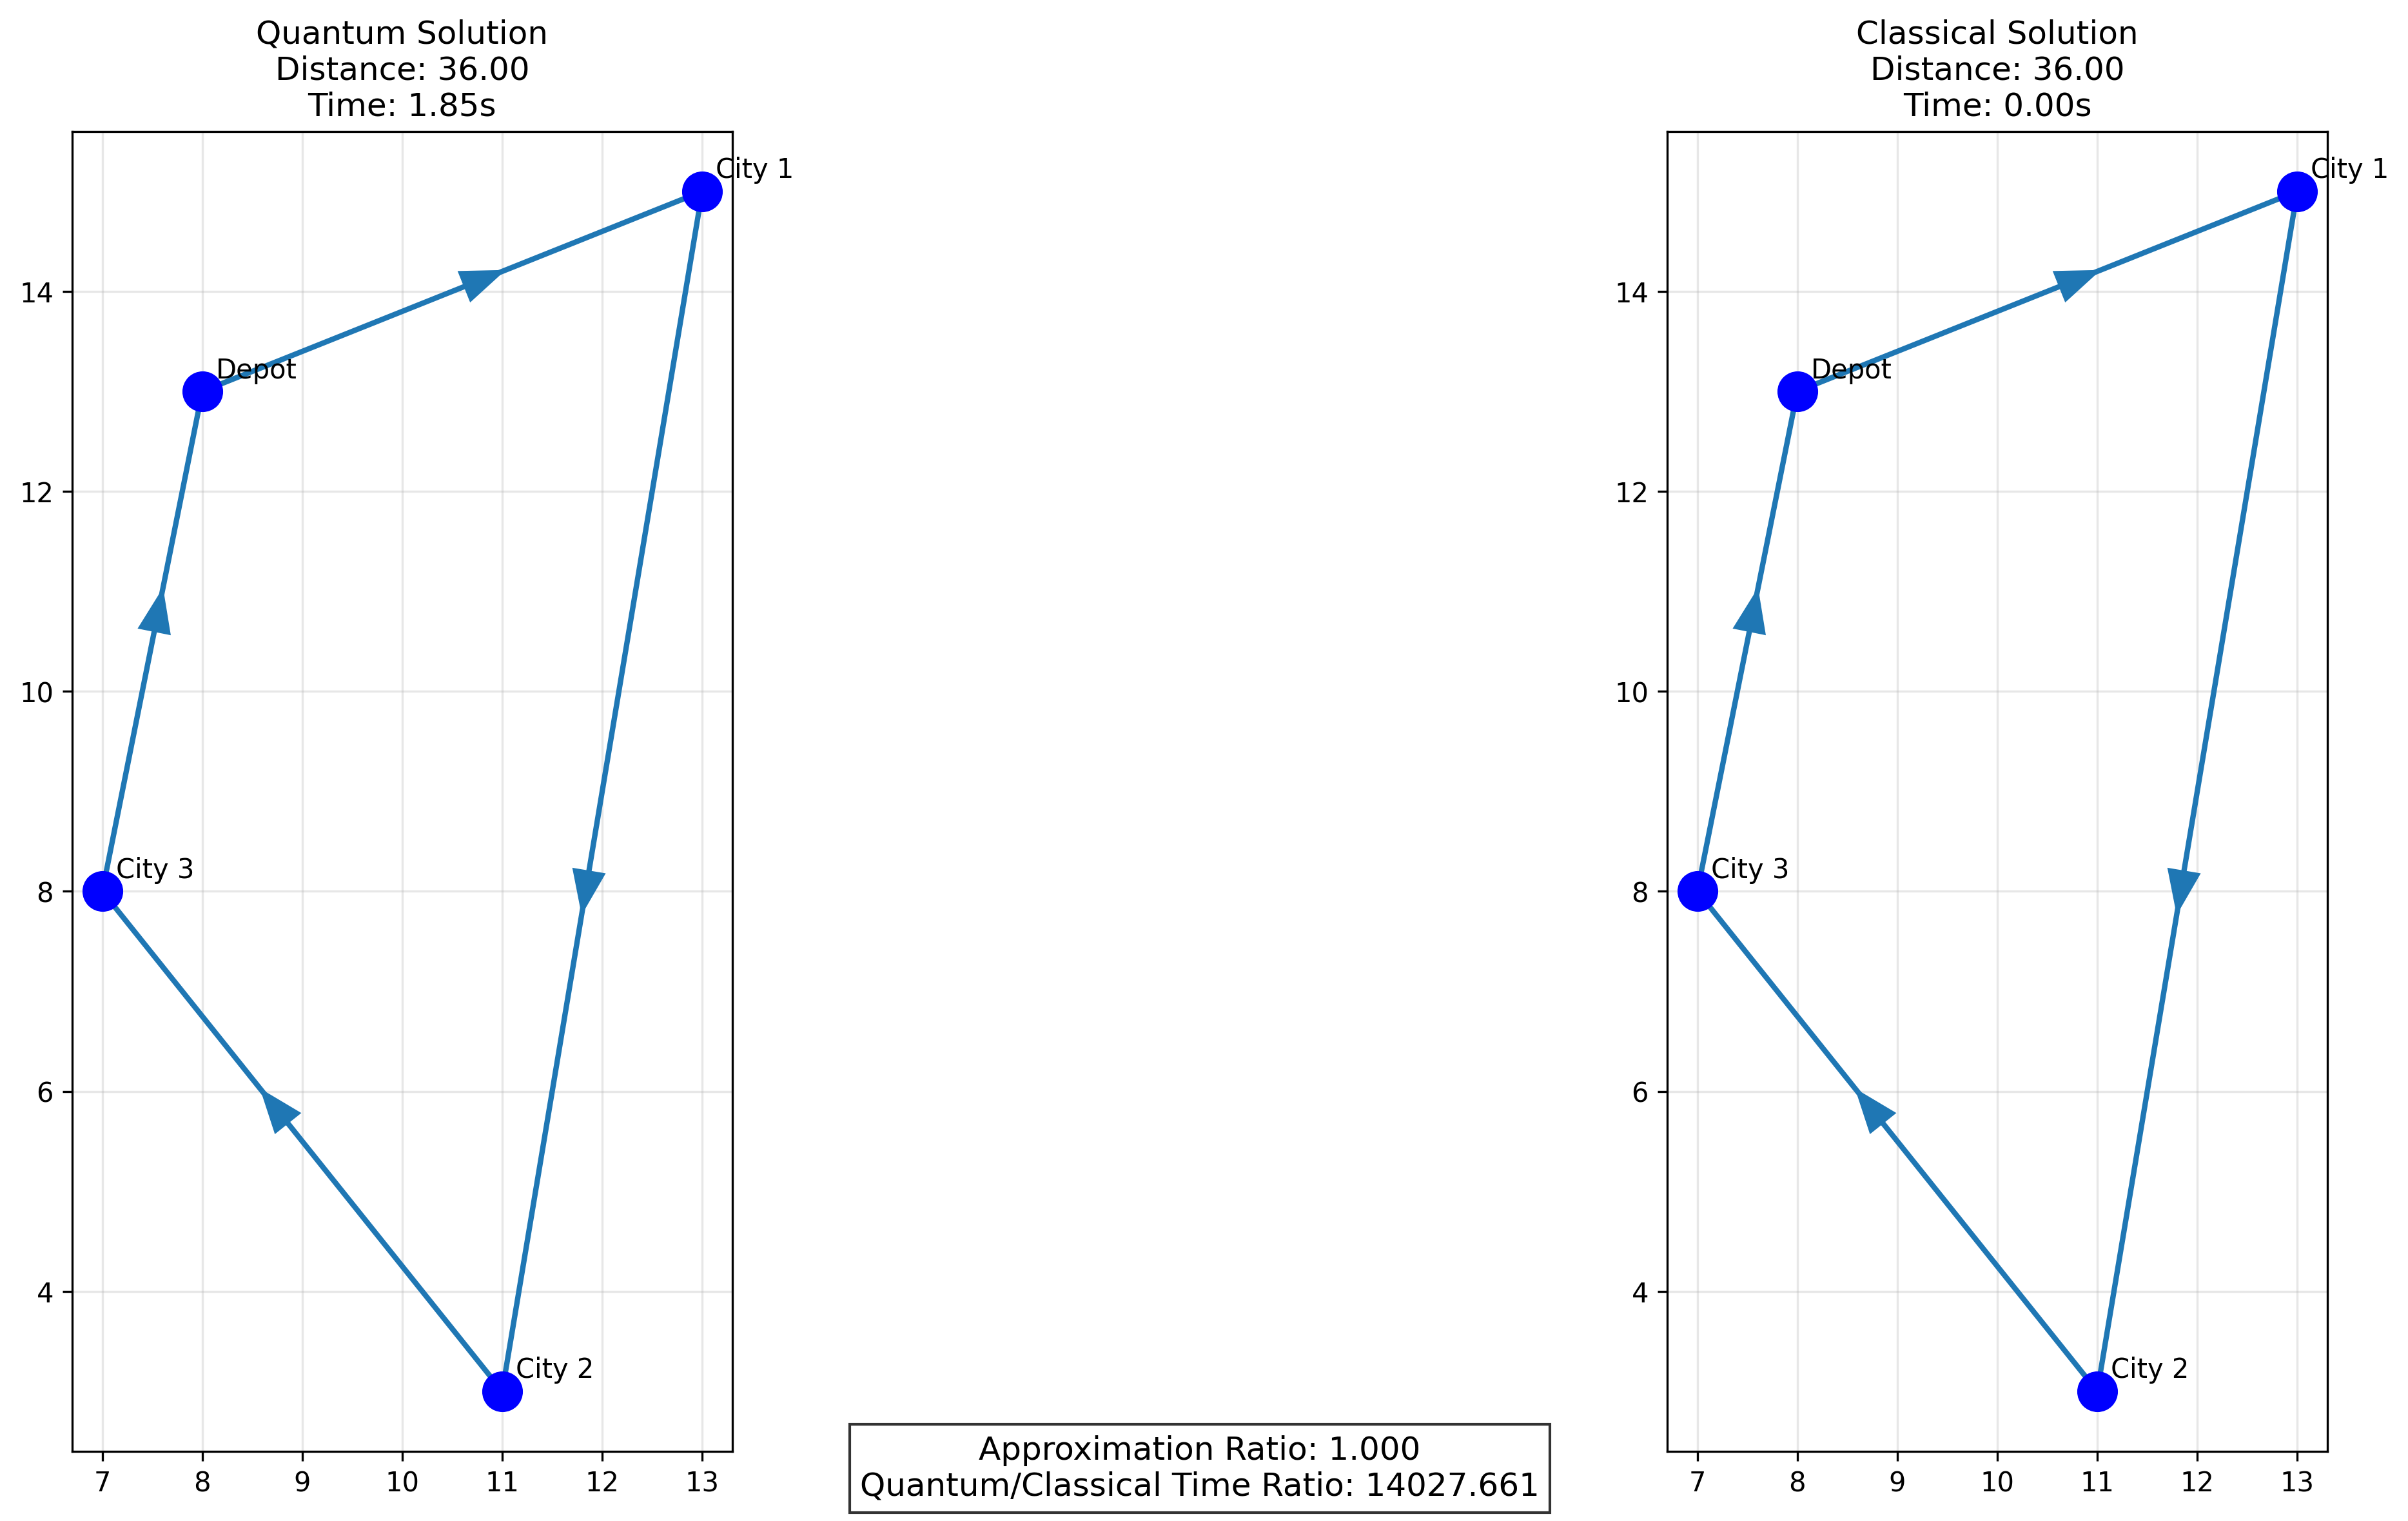 Quantum Solution
Distance: 36.00
Time: 1.85s
City 1
14
Depot
12
10
City 3
8
6
4
City 2
7 8 9 10 11 12 13
Approximation Ratio: 1.000
Quantum/Classical Time Ratio: 14027.661
Classical Solution
Distance: 36.00
Time: 0.00s
City 1
14
Depot
12
10
City 3
8
6
4
City 2
7 8 9 10 11 12 13